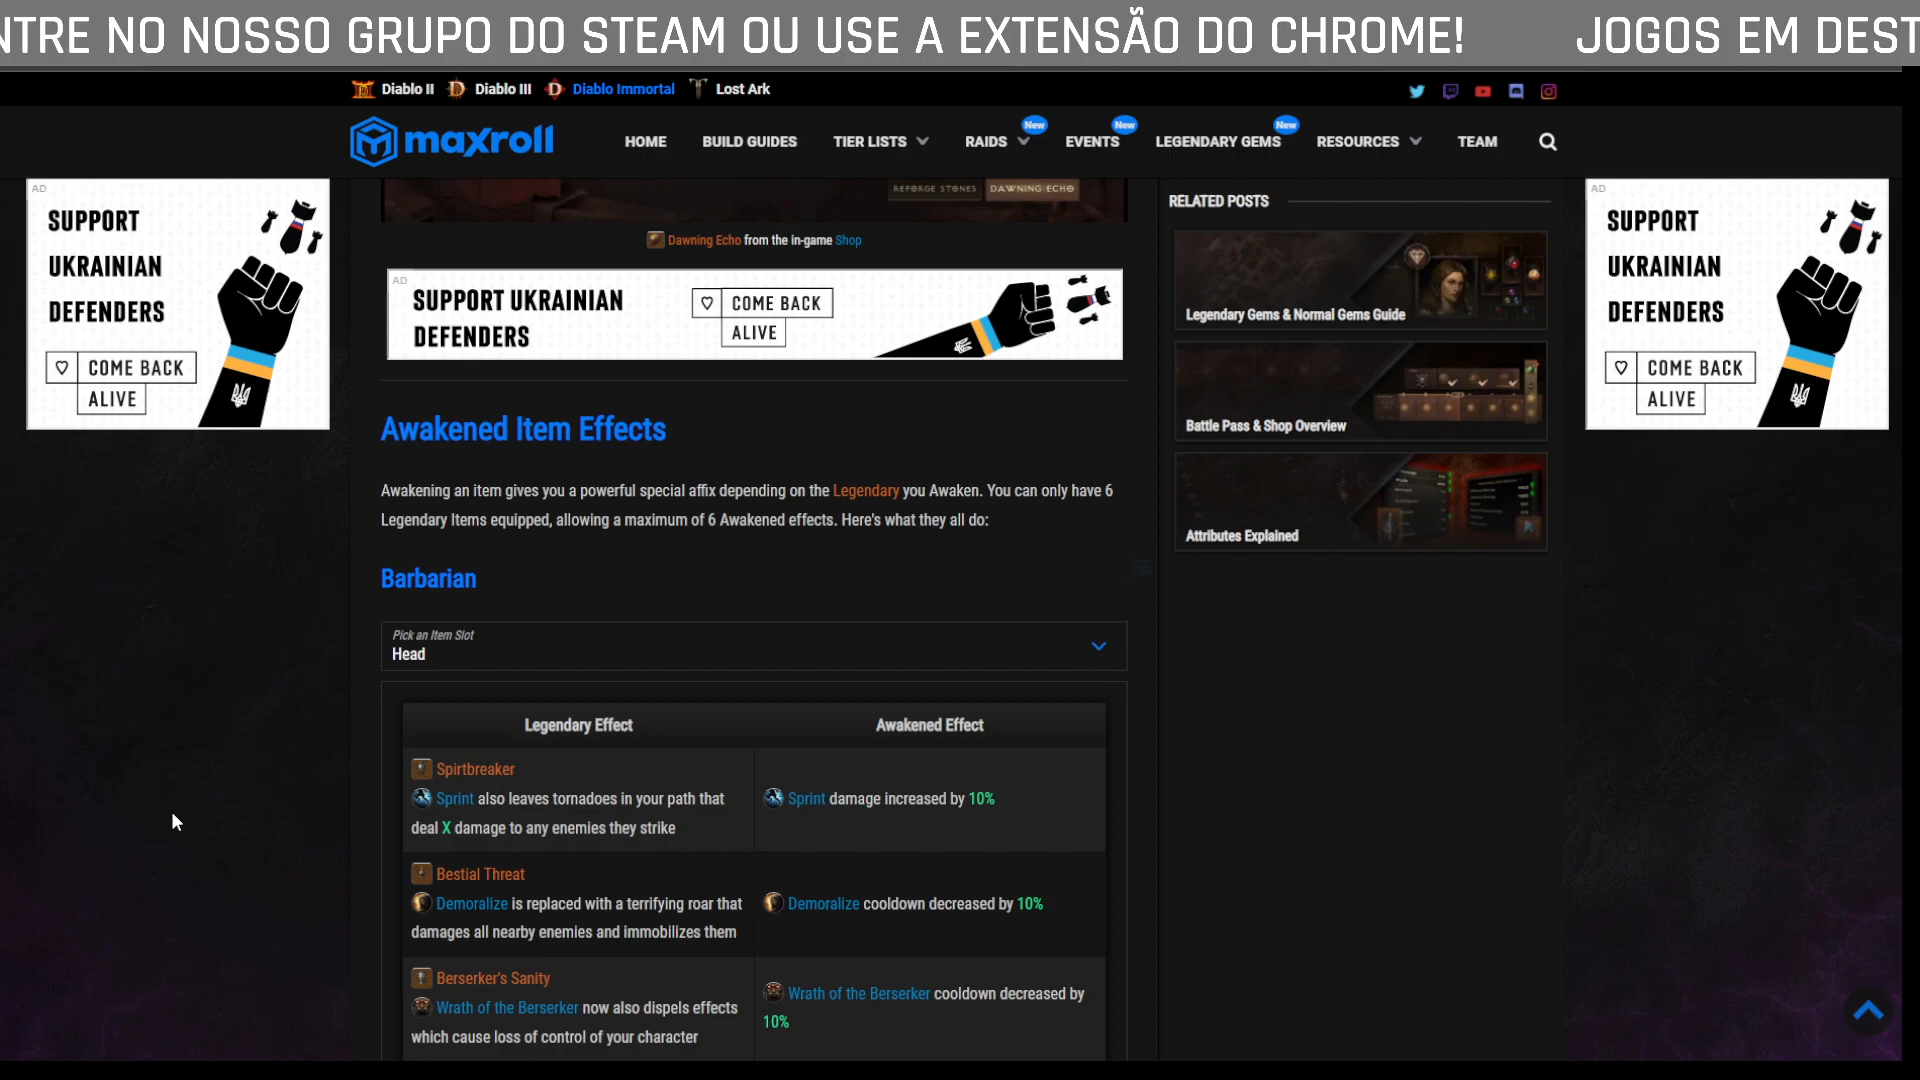 NTRE NO NOSSO GRUPO DO STEAM OU USE A EXTENSÃO DO CHROME! JOGOS EM DEST
Diablo II Diablo III Diablo Immortal Lost Ark
maxroll
HOME BUILD GUIDES TIER LISTS RAIDS New EVENTS New LEGENDARY GEMS New RESOURCES TEAM
AD
SUPPORT
UKRAINIAN
DEFENDERS
COME BACK
ALIVE
REFORGE STONES DAWNING ECHO
Dawning Echo from the in-game Shop
AD
SUPPORT UKRAINIAN
DEFENDERS
COME BACK
ALIVE
Awakened Item Effects
Awakening an item gives you a powerful special affix depending on the Legendary you Awaken. You can only have 6
Legendary Items equipped, allowing a maximum of 6 Awakened effects. Here's what they all do:
Barbarian
Pick an Item Slot
Head
Legendary Effect Awakened Effect
Spirtbreaker
Sprint also leaves tornadoes in your path that
deal X damage to any enemies they strike
Sprint damage increased by 10%
Bestial Threat
Demoralize is replaced with a terrifying roar that
damages all nearby enemies and immobilizes them
Demoralize cooldown decreased by 10%
Berserker's Sanity
Wrath of the Berserker now also dispels effects
which cause loss of control of your character
Wrath of the Berserker cooldown decreased by
10%
RELATED POSTS
Legendary Gems & Normal Gems Guide
Battle Pass & Shop Overview
Attributes Explained
AD
SUPPORT
UKRAINIAN
DEFENDERS
COME BACK
ALIVE